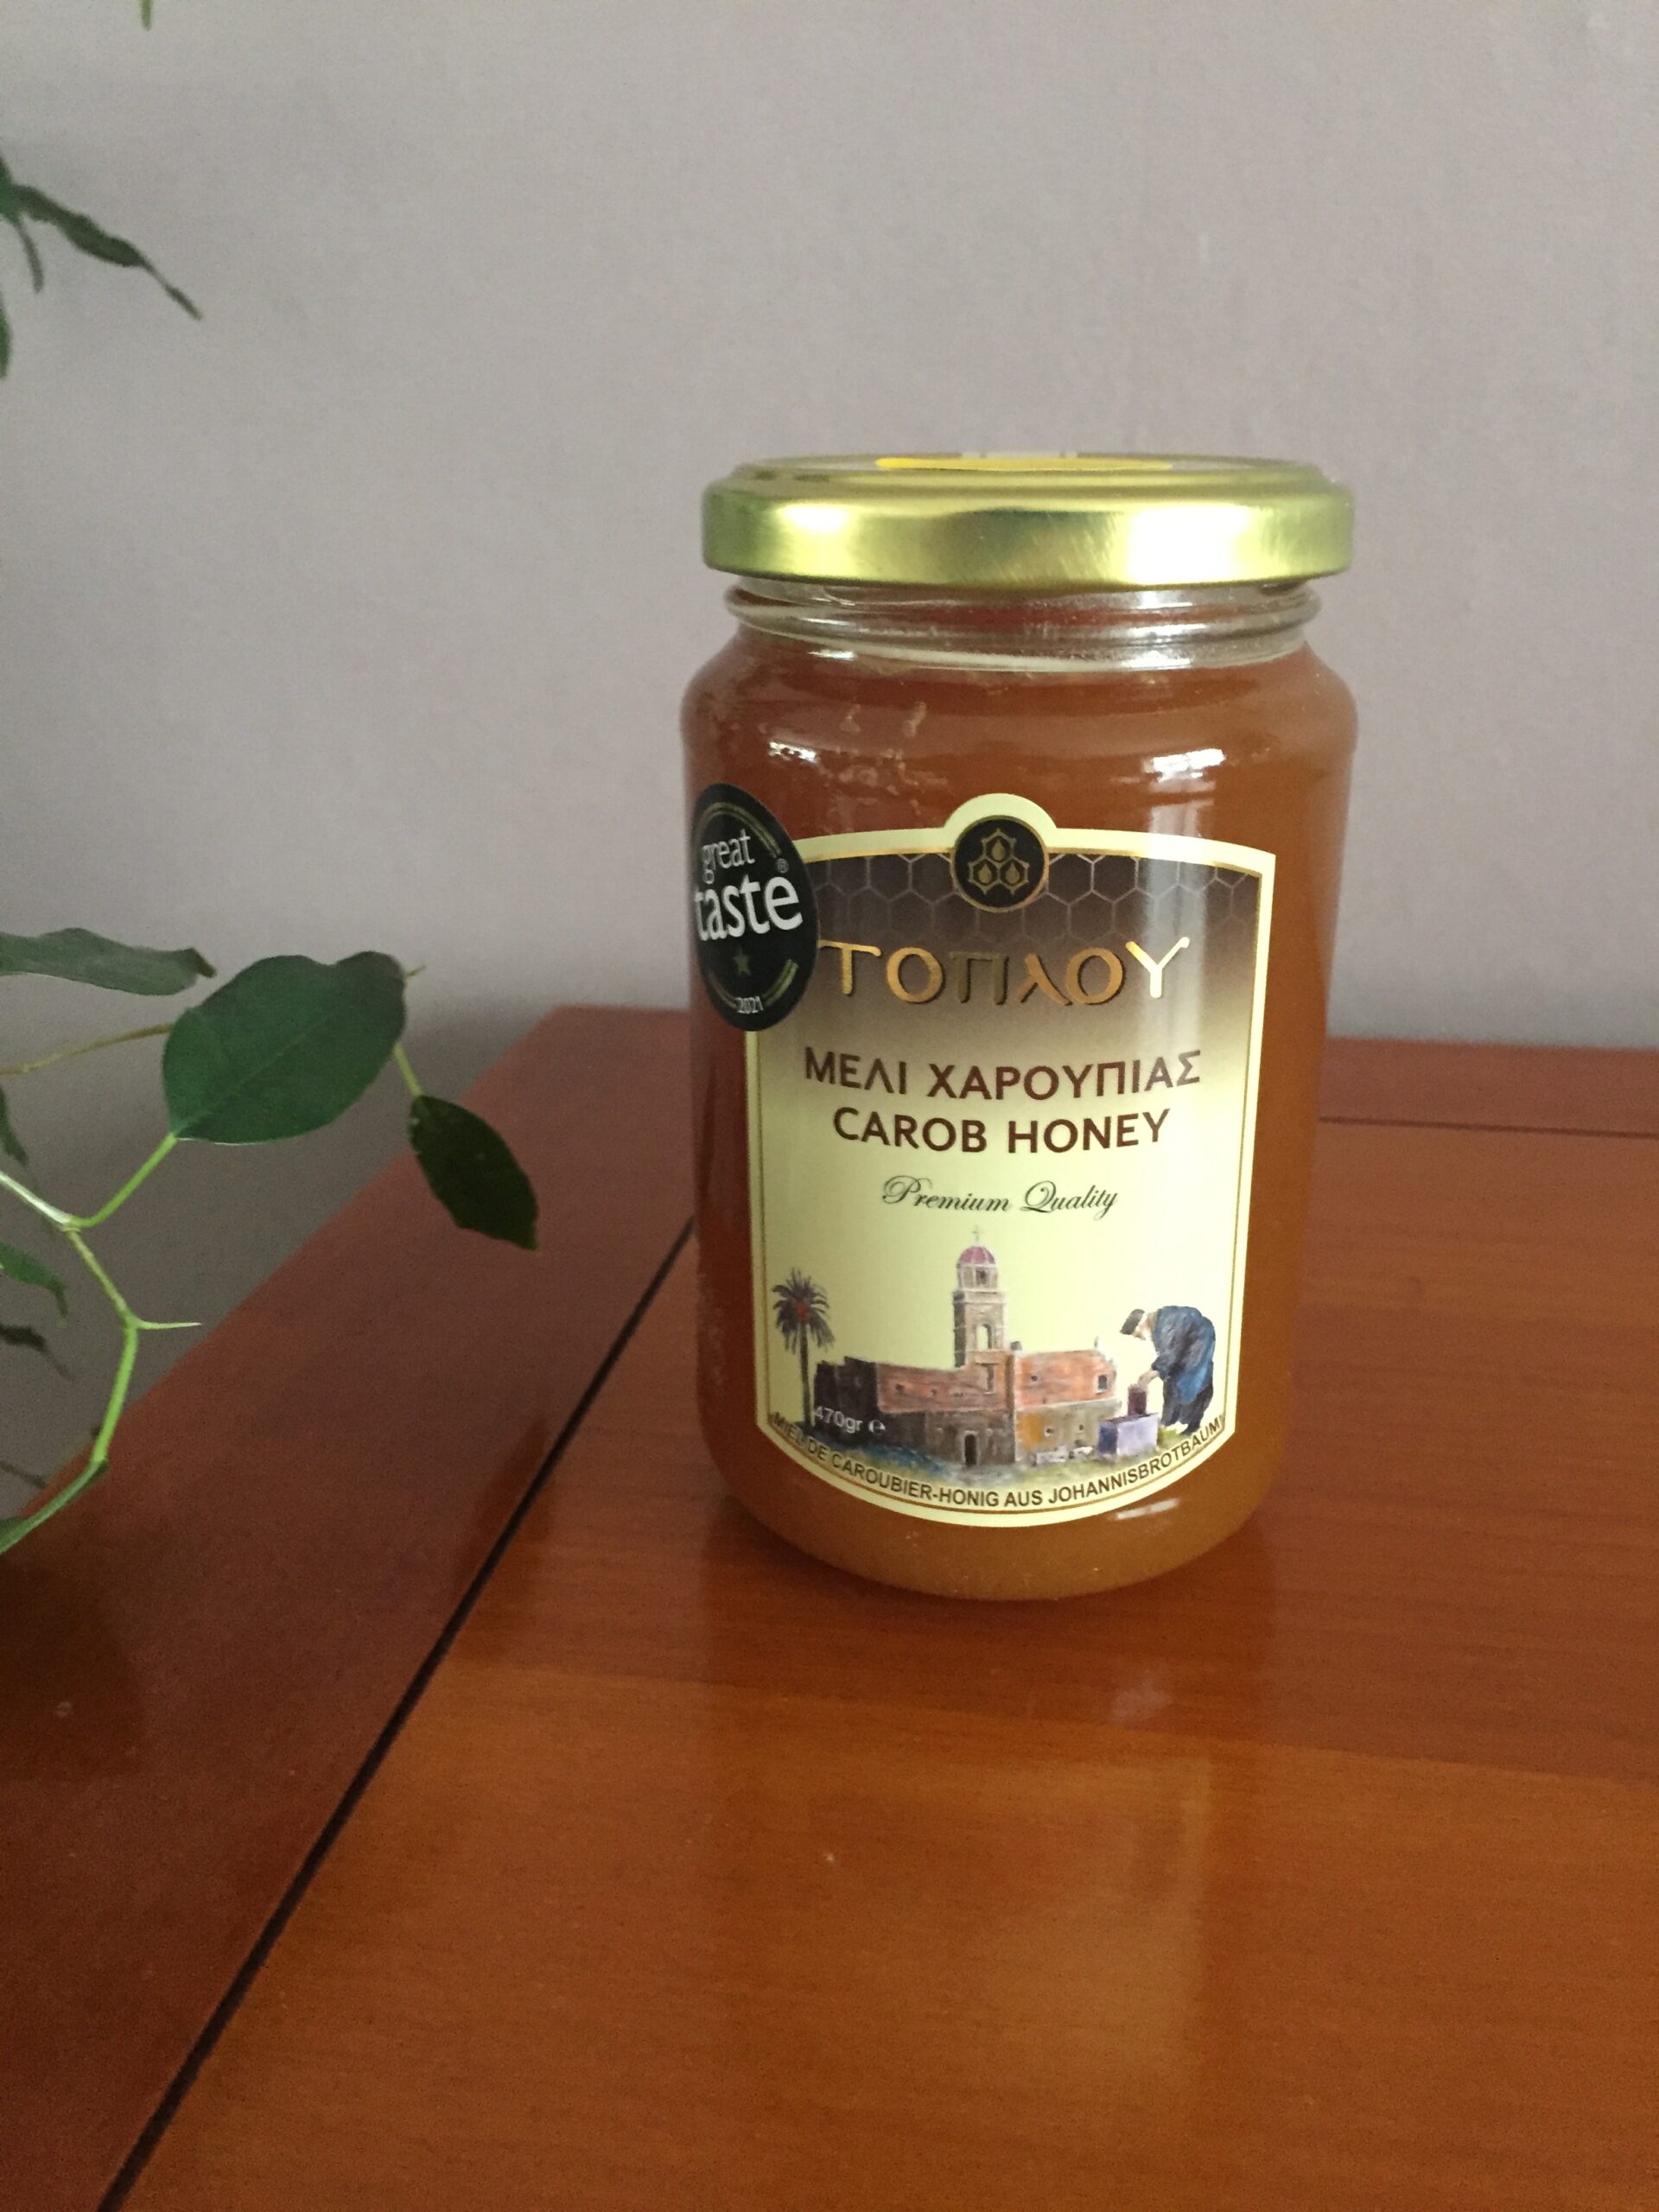 great
taste®
2021
ΤΟΠΛΟΥ
ΜΕΛΙ ΧΑΡΟΥΠΙΑΣ
CAROB HONEY
Premium Quality
470gr ℮
MIEL DE CAROUBIER-HONIG AUS JOHANNISBROTBAUM